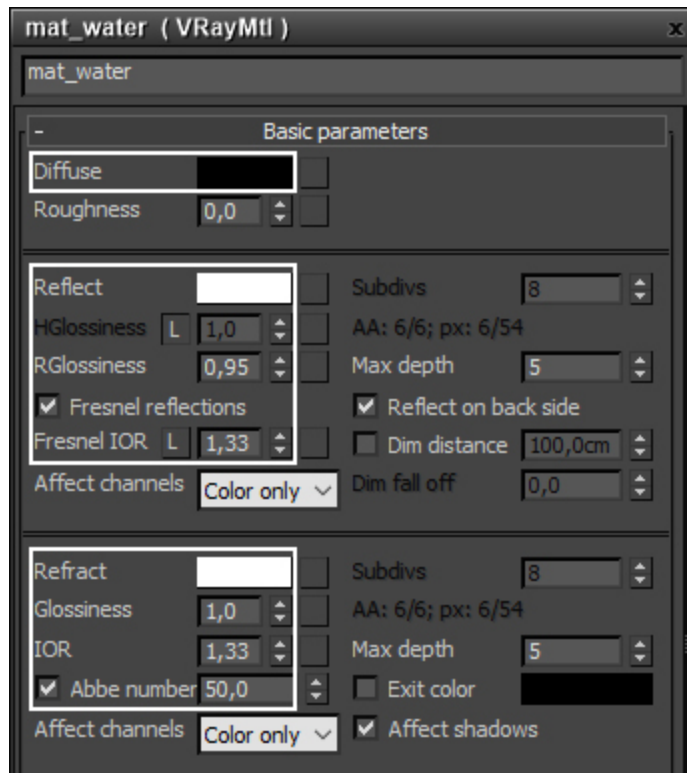 mat_water ( VRayMtl ) x
mat_water
- Basic parameters
Diffuse
Roughness 0,0
Reflect Subdivs 8
HGlossiness L 1,0 AA: 6/6; px: 6/54
RGlossiness 0,95 Max depth 5
Fresnel reflections Reflect on back side
Fresnel IOR L 1,33 Dim distance 100,0cm
Affect channels Color only Dim fall off 0,0
Refract Subdivs 8
Glossiness 1,0 AA: 6/6; px: 6/54
IOR 1,33 Max depth 5
Abbe number 50,0 Exit color
Affect channels Color only Affect shadows